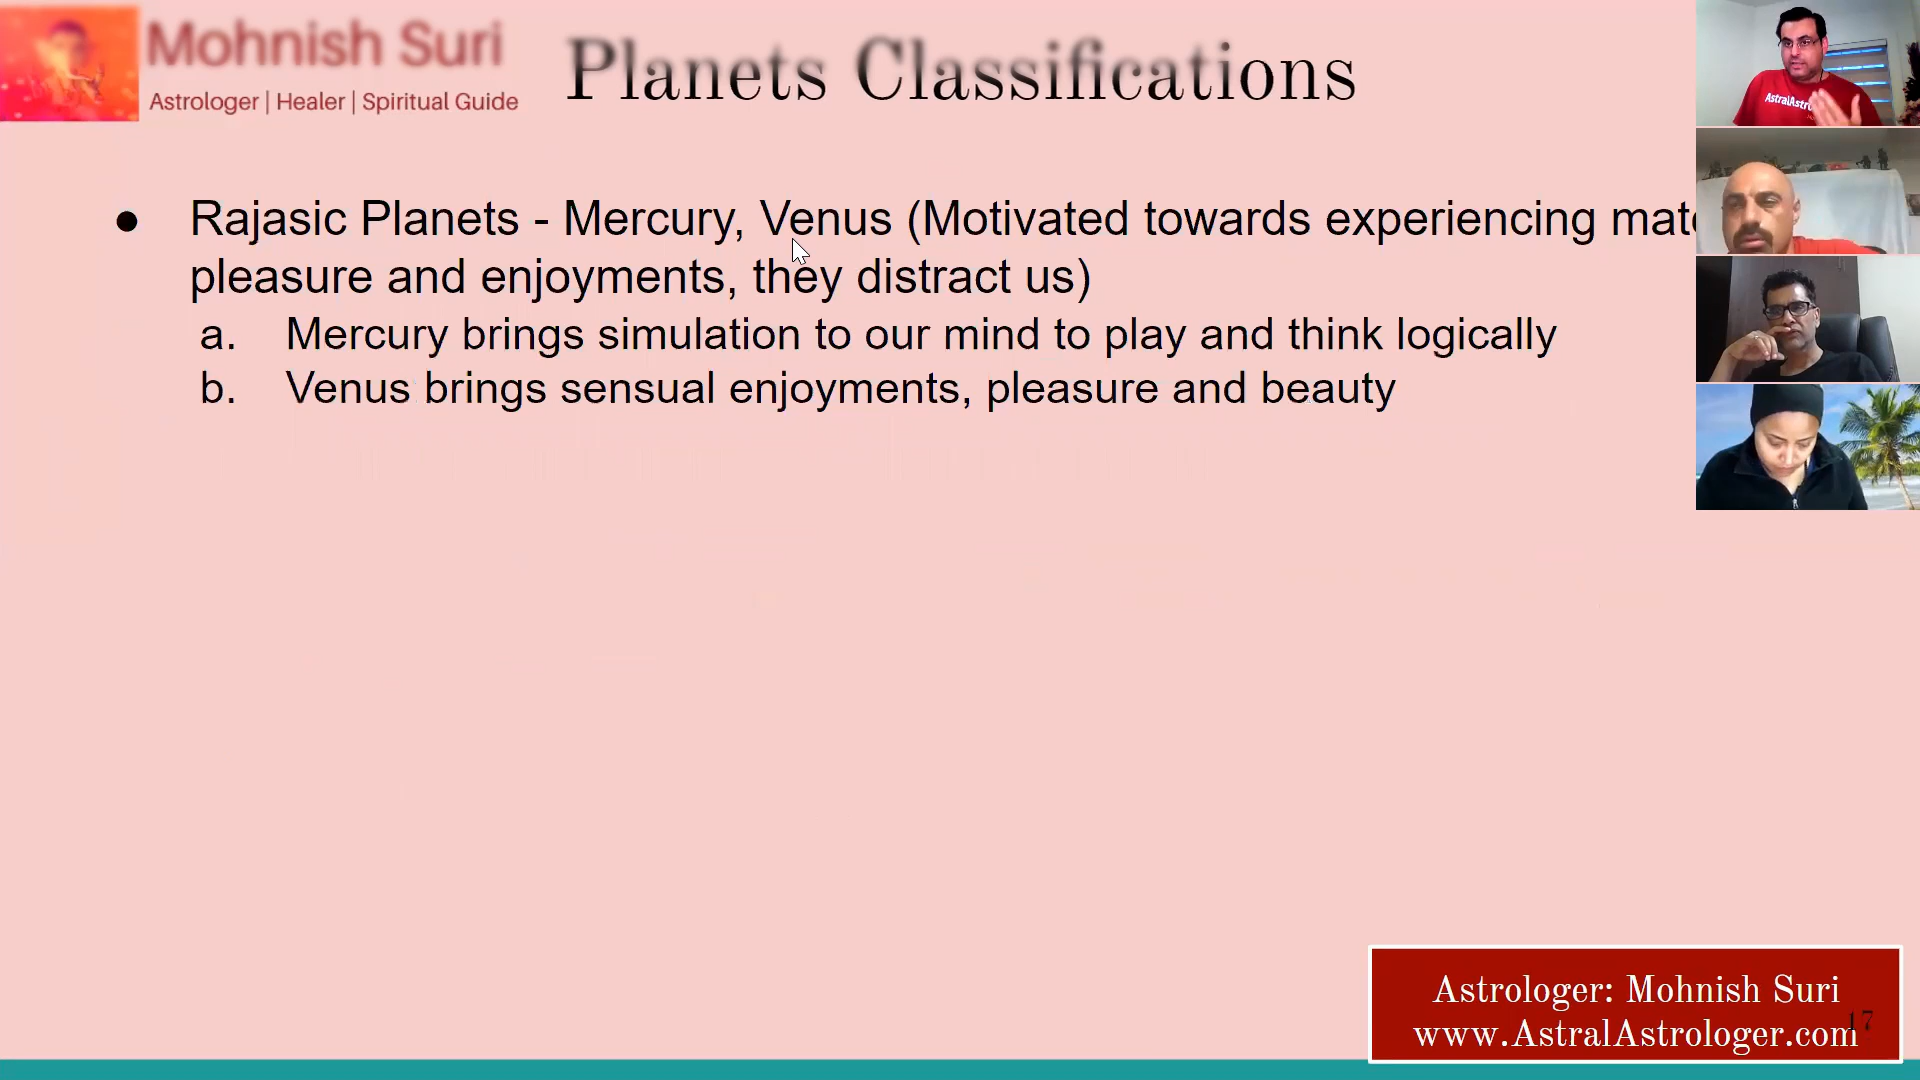 Mohnish Suri
Astrologer | Healer | Spiritual Guide
Planets Classifications
● Rajasic Planets - Mercury, Venus (Motivated towards experiencing
pleasure and enjoyments, they distract us)
a. Mercury brings simulation to our mind to play and think logically
b. Venus brings sensual enjoyments, pleasure and beauty
Astrologer: Mohnish Suri
www.AstralAstrologer.com
17